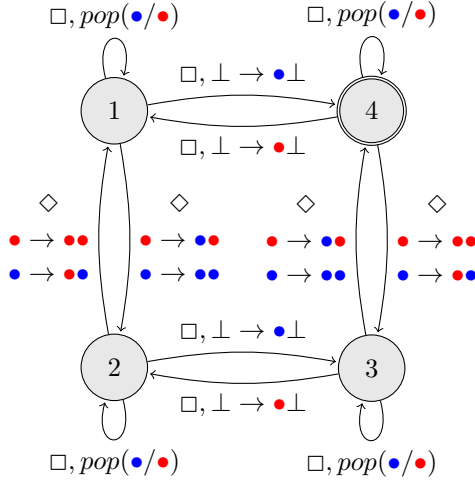 □, pop(•/•)
□, pop(•/•)
□, ⊥ → •⊥
1
4
□, ⊥ → •⊥
◇
◇
◇
◇
• → ••
• → ••
• → ••
• → ••
• → ••
• → ••
• → ••
• → ••
□, ⊥ → •⊥
2
3
□, ⊥ → •⊥
□, pop(•/•)
□, pop(•/•)